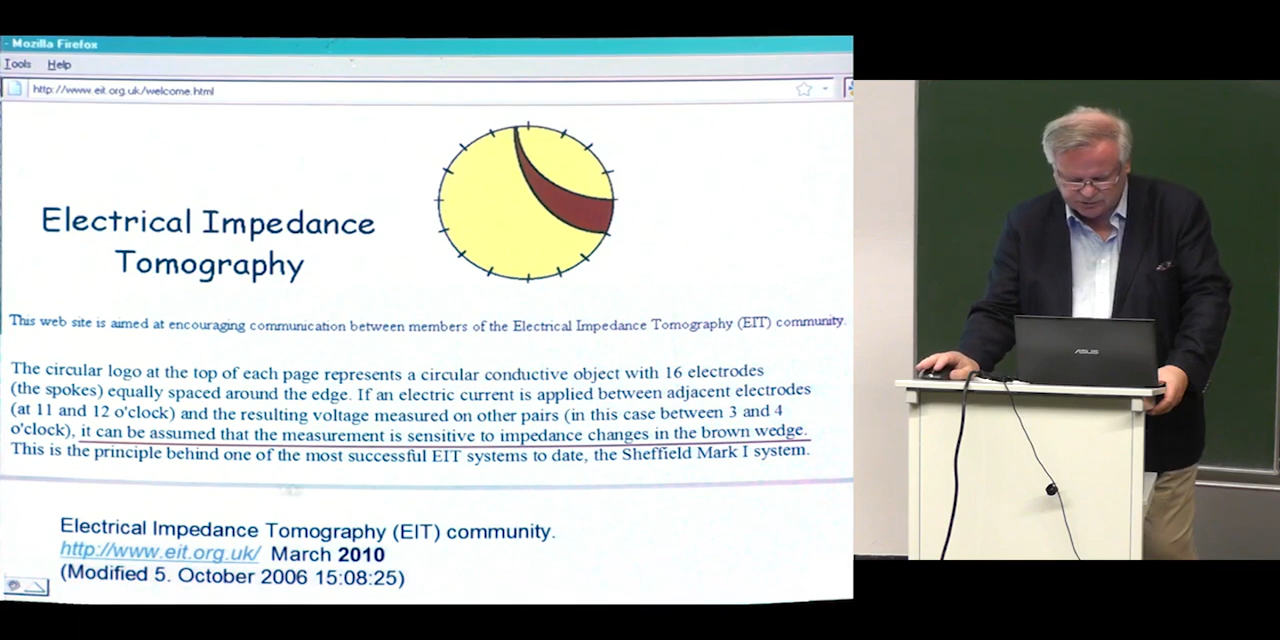 - Mozilla Firefox
Tools Help
http://www.eit.org.uk/welcome.html
Electrical Impedance
Tomography
This web site is aimed at encouraging communication between members of the Electrical Impedance Tomography (EIT) community.
The circular logo at the top of each page represents a circular conductive object with 16 electrodes
(the spokes) equally spaced around the edge. If an electric current is applied between adjacent electrodes
(at 11 and 12 o'clock) and the resulting voltage measured on other pairs (in this case between 3 and 4
o'clock), it can be assumed that the measurement is sensitive to impedance changes in the brown wedge.
This is the principle behind one of the most successful EIT systems to date, the Sheffield Mark I system.
Electrical Impedance Tomography (EIT) community.
http://www.eit.org.uk/ March 2010
(Modified 5. October 2006 15:08:25)
ASUS